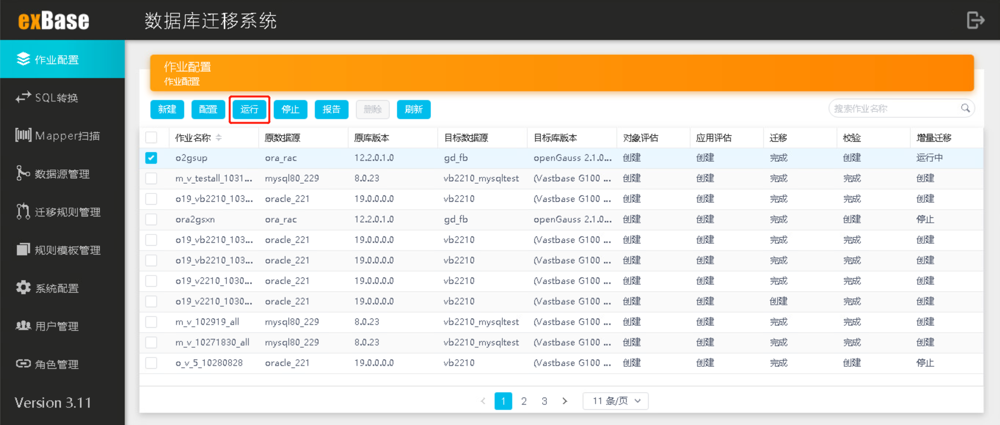 exBase
数据库迁移系统
作业配置
SQL转换
Mapper扫描
数据源管理
迁移规则管理
规则模板管理
系统配置
用户管理
角色管理
Version 3.11
作业配置
作业配置
新建 配置 运行 停止 报告 删除 刷新 搜索作业名称
作业名称 原数据源 原库版本 目标数据源 目标库版本 对象评估 应用评估 迁移 校验 增量迁移
o2gsup ora_rac 12.2.0.1.0 gd_fb openGauss 2.1.0... 创建 创建 完成 创建 运行中
m_v_testall_1031... mysql80_229 8.0.23 vb2210_mysqltest (Vastbase G100 ... 创建 创建 完成 完成 创建
o19_vb2210_103... oracle_221 19.0.0.0.0 vb2210 (Vastbase G100 ... 创建 创建 完成 完成 创建
ora2gsxn ora_rac 12.2.0.1.0 gd_fb openGauss 2.1.0... 创建 创建 完成 创建 停止
o19_vb2210_103... oracle_221 19.0.0.0.0 vb2210 (Vastbase G100 ... 创建 创建 完成 完成 创建
o19_vb2210_103... oracle_221 19.0.0.0.0 vb2210 (Vastbase G100 ... 创建 创建 完成 完成 创建
o19_v2210_1030... oracle_221 19.0.0.0.0 vb2210 (Vastbase G100 ... 创建 创建 完成 完成 创建
o19_v2210_1030... oracle_221 19.0.0.0.0 vb2210 (Vastbase G100 ... 创建 创建 创建 完成 创建
m_v_102919_all mysql80_229 8.0.23 vb2210_mysqltest (Vastbase G100 ... 创建 创建 完成 完成 创建
m_v_10271830_all mysql80_229 8.0.23 vb2210_mysqltest (Vastbase G100 ... 创建 创建 完成 完成 创建
o_v_5_10280828 oracle_221 19.0.0.0.0 vb2210 (Vastbase G100 ... 创建 创建 完成 创建 停止
1 2 3 11 条/页